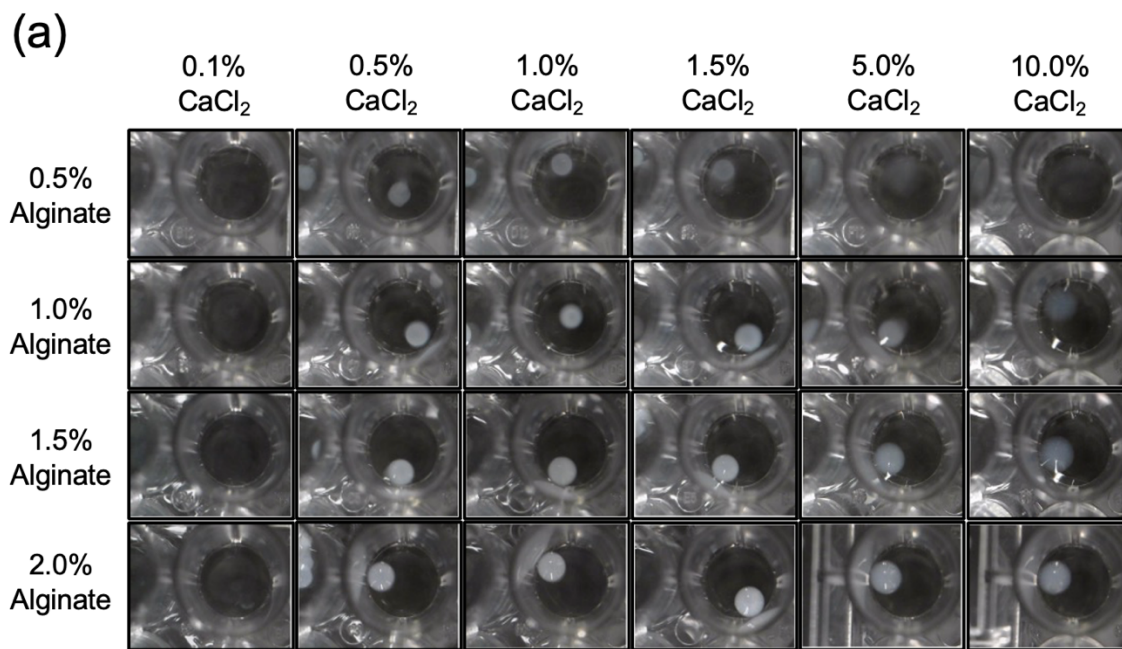 (a)
0.1% 0.5% 1.0% 1.5% 5.0% 10.0%
CaCl₂ CaCl₂ CaCl₂ CaCl₂ CaCl₂ CaCl₂
0.5%
Alginate
1.0%
Alginate
1.5%
Alginate
2.0%
Alginate